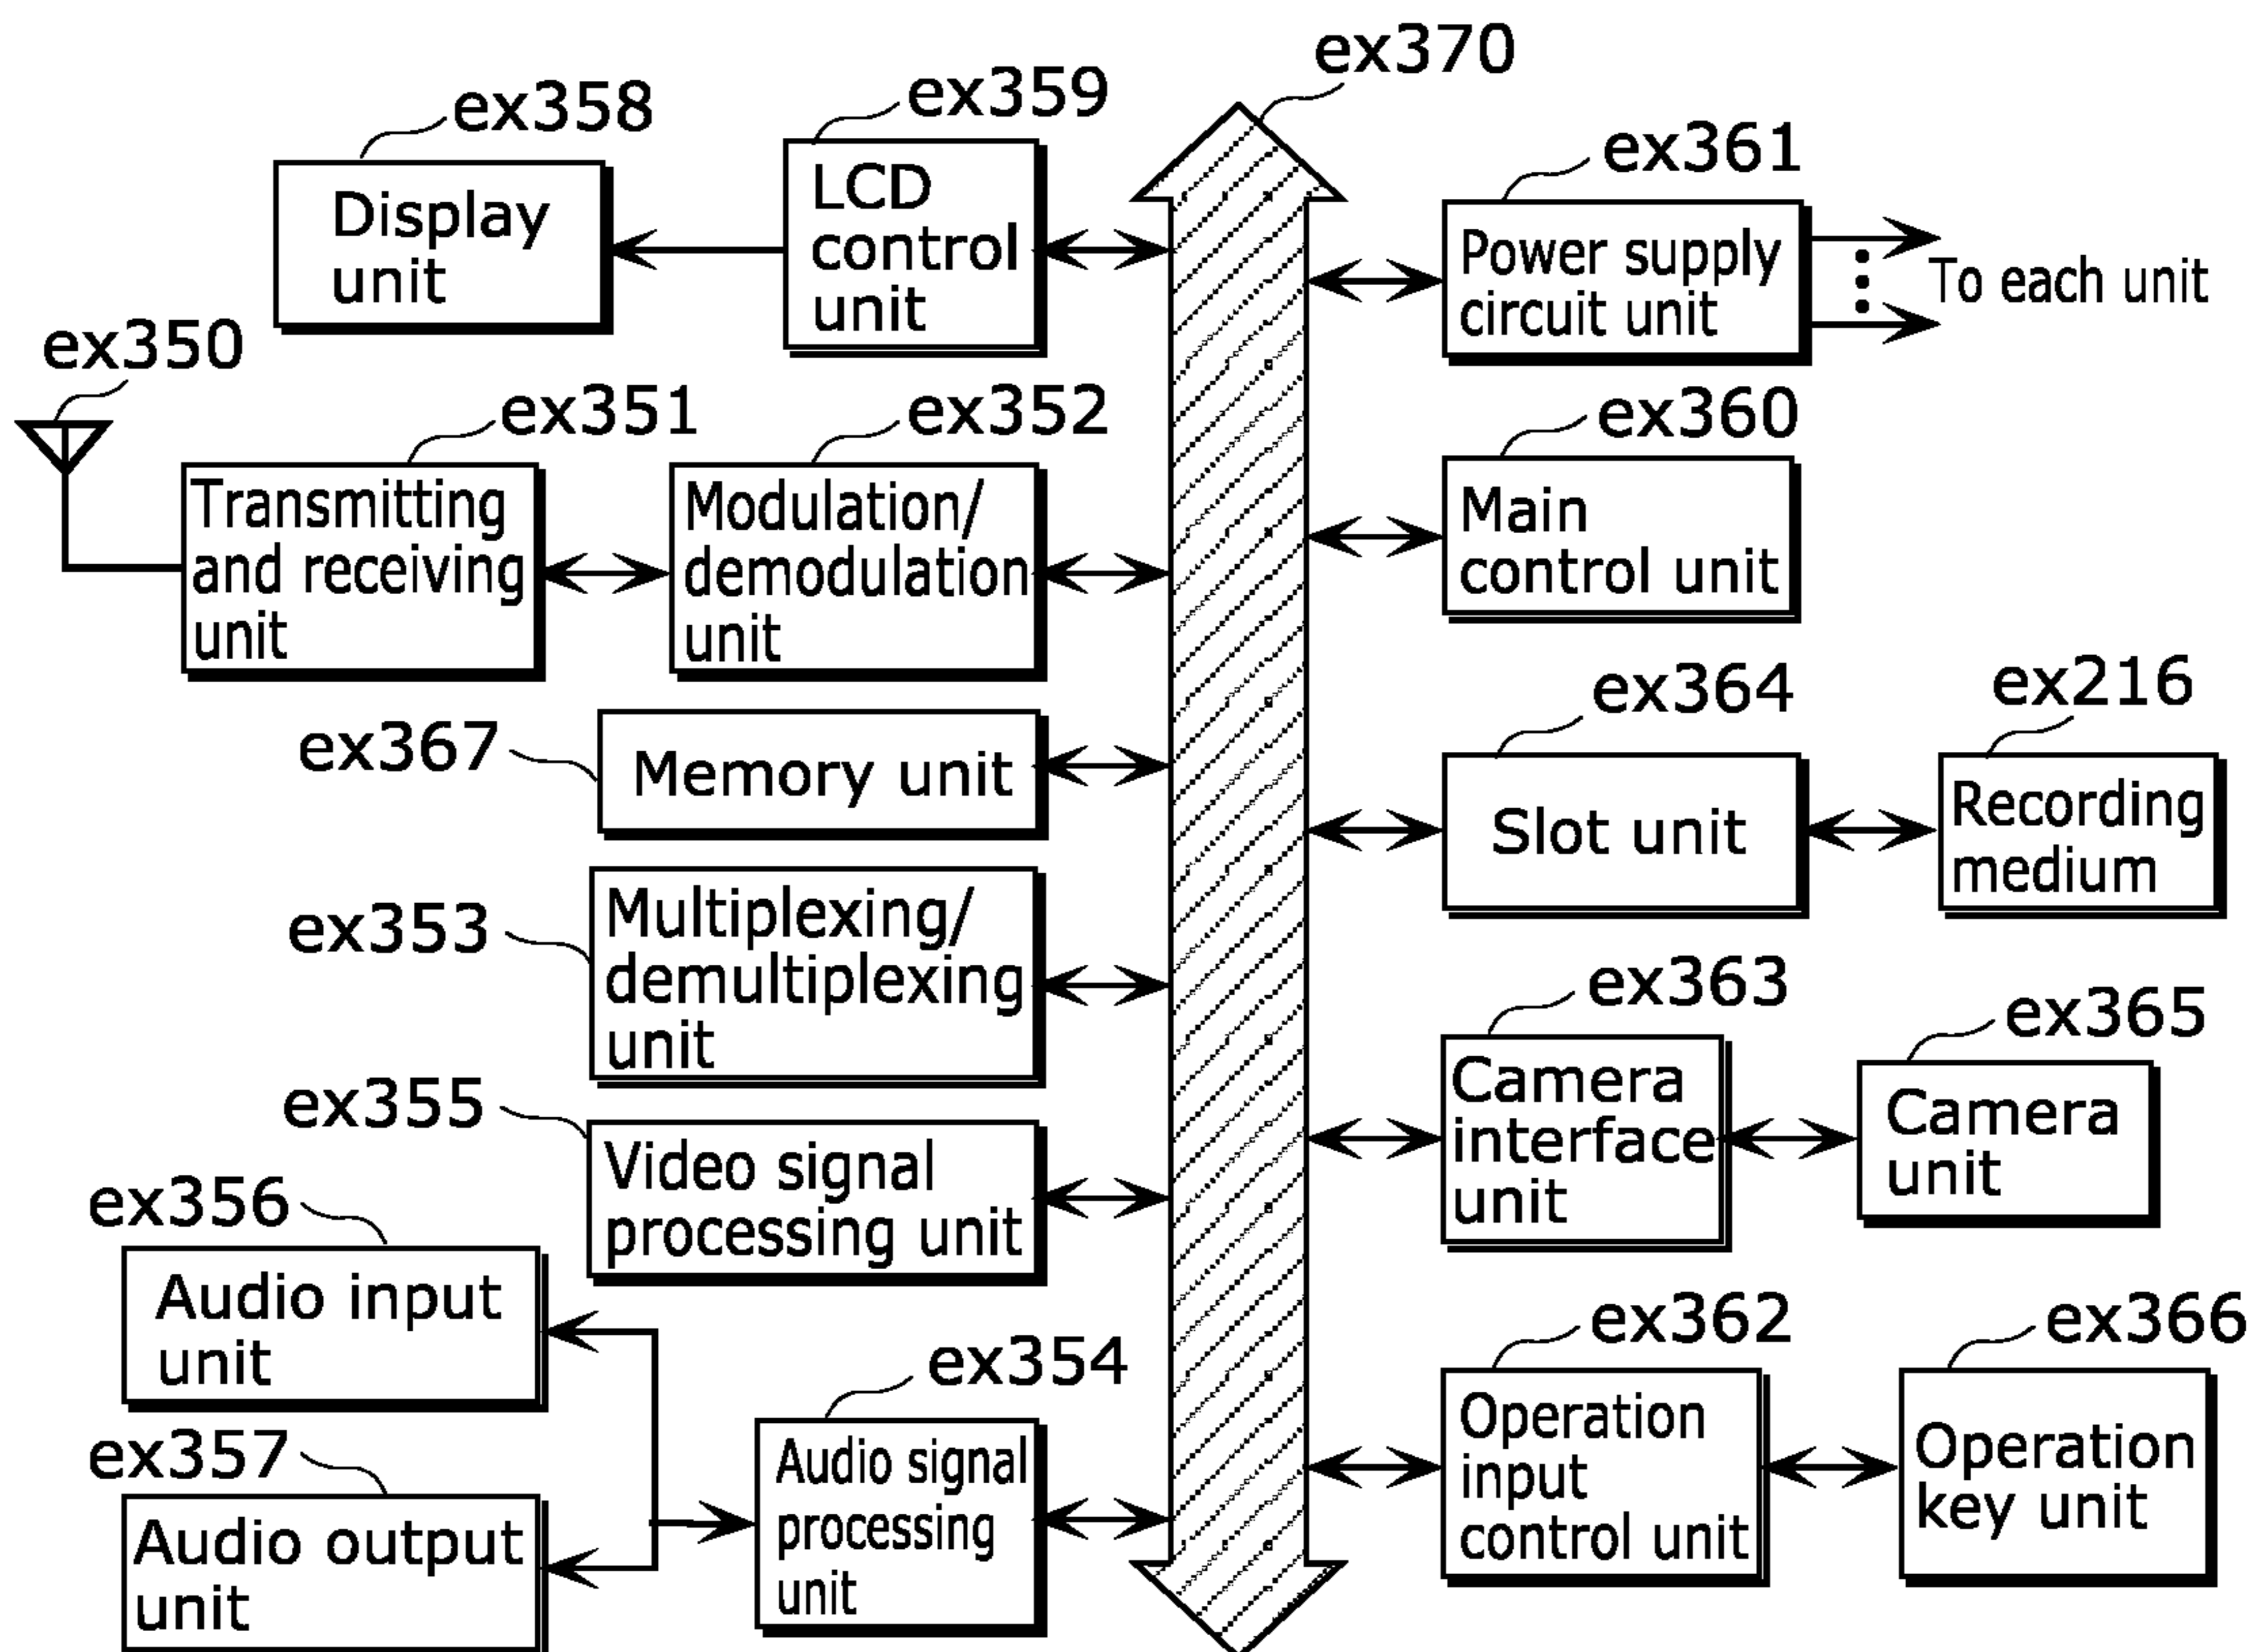 ex370
ex358
ex359
ex361
Display
unit
LCD
control
unit
Power supply
circuit unit
To each unit
ex350
ex351
ex352
ex360
Transmitting
and receiving
unit
Modulation/
demodulation
unit
Main
control unit
ex367
Memory unit
ex364
ex216
Slot unit
Recording
medium
ex353
Multiplexing/
demultiplexing
unit
ex363
ex365
Camera
interface
unit
Camera
unit
ex355
Video signal
processing unit
ex356
Audio input
unit
ex354
ex362
ex366
ex357
Audio output
unit
Audio signal
processing
unit
Operation
input
control unit
Operation
key unit